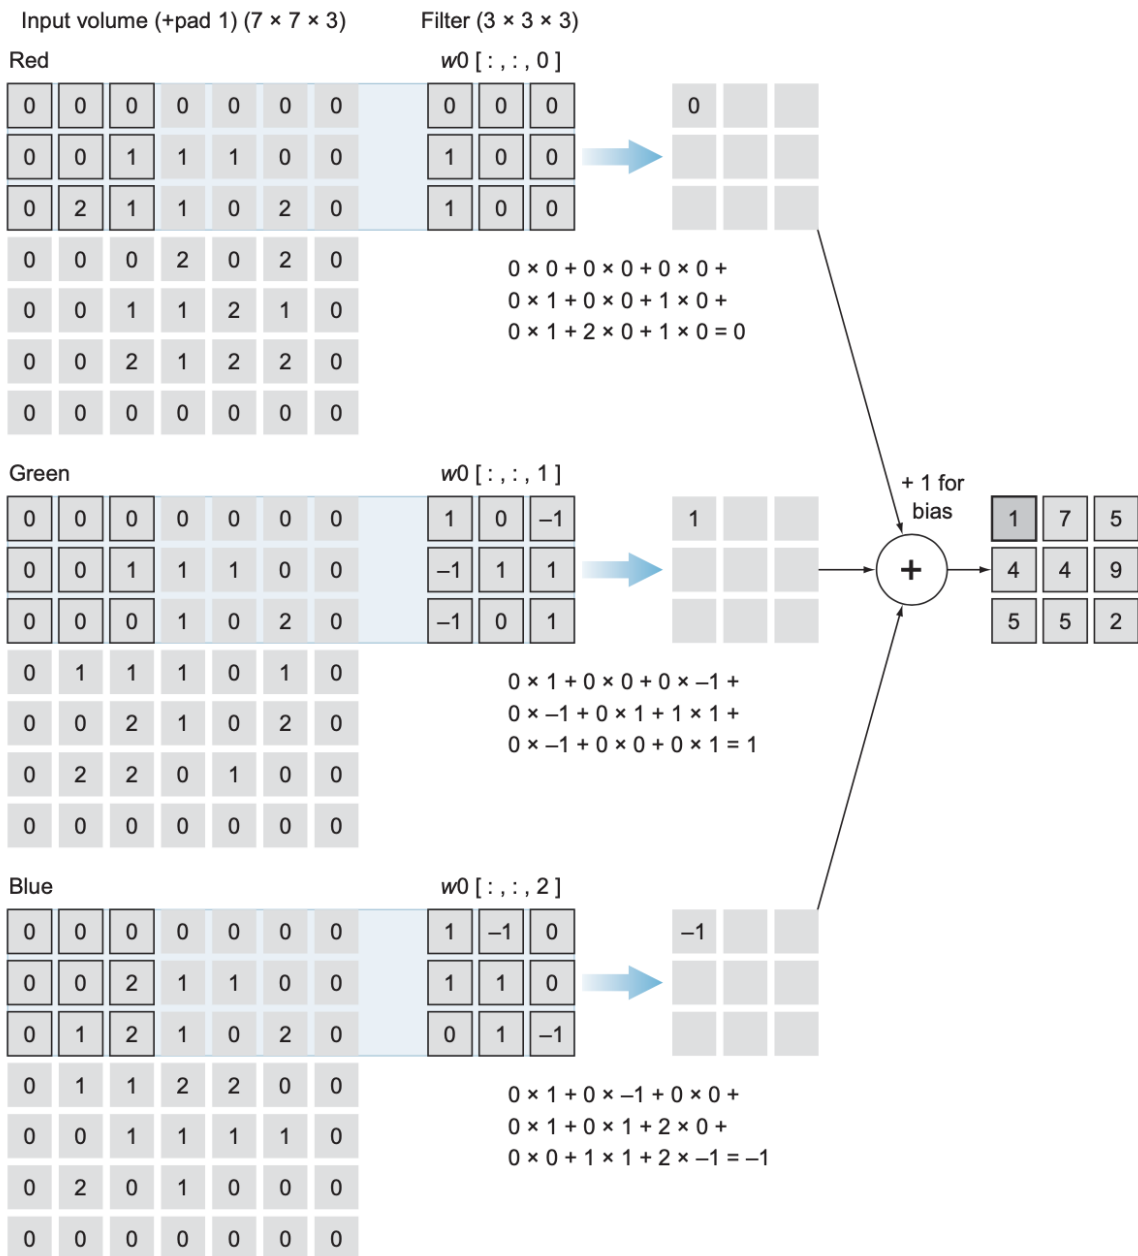 Input volume (+pad 1) (7 × 7 × 3)
Filter (3 × 3 × 3)
Red
w0 [ : , : , 0 ]
0 0 0 0 0 0 0
0 0 1 1 1 0 0
0 2 1 1 0 2 0
0 0 0 2 0 2 0
0 0 1 1 2 1 0
0 0 2 1 2 2 0
0 0 0 0 0 0 0
0 0 0
1 0 0
1 0 0
0
0 × 0 + 0 × 0 + 0 × 0 +
0 × 1 + 0 × 0 + 1 × 0 +
0 × 1 + 2 × 0 + 1 × 0 = 0
Green
w0 [ : , : , 1 ]
0 0 0 0 0 0 0
0 0 1 1 1 0 0
0 0 0 1 0 2 0
0 1 1 1 0 1 0
0 0 2 1 0 2 0
0 2 2 0 1 0 0
0 0 0 0 0 0 0
1 0 –1
–1 1 1
–1 0 1
1
0 × 1 + 0 × 0 + 0 × –1 +
0 × –1 + 0 × 1 + 1 × 1 +
0 × –1 + 0 × 0 + 0 × 1 = 1
+ 1 for
bias
+
1 7 5
4 4 9
5 5 2
Blue
w0 [ : , : , 2 ]
0 0 0 0 0 0 0
0 0 2 1 1 0 0
0 1 2 1 0 2 0
0 1 1 2 2 0 0
0 0 1 1 1 1 0
0 2 0 1 0 0 0
0 0 0 0 0 0 0
1 –1 0
1 1 0
0 1 –1
–1
0 × 1 + 0 × –1 + 0 × 0 +
0 × 1 + 0 × 1 + 2 × 0 +
0 × 0 + 1 × 1 + 2 × –1 = –1